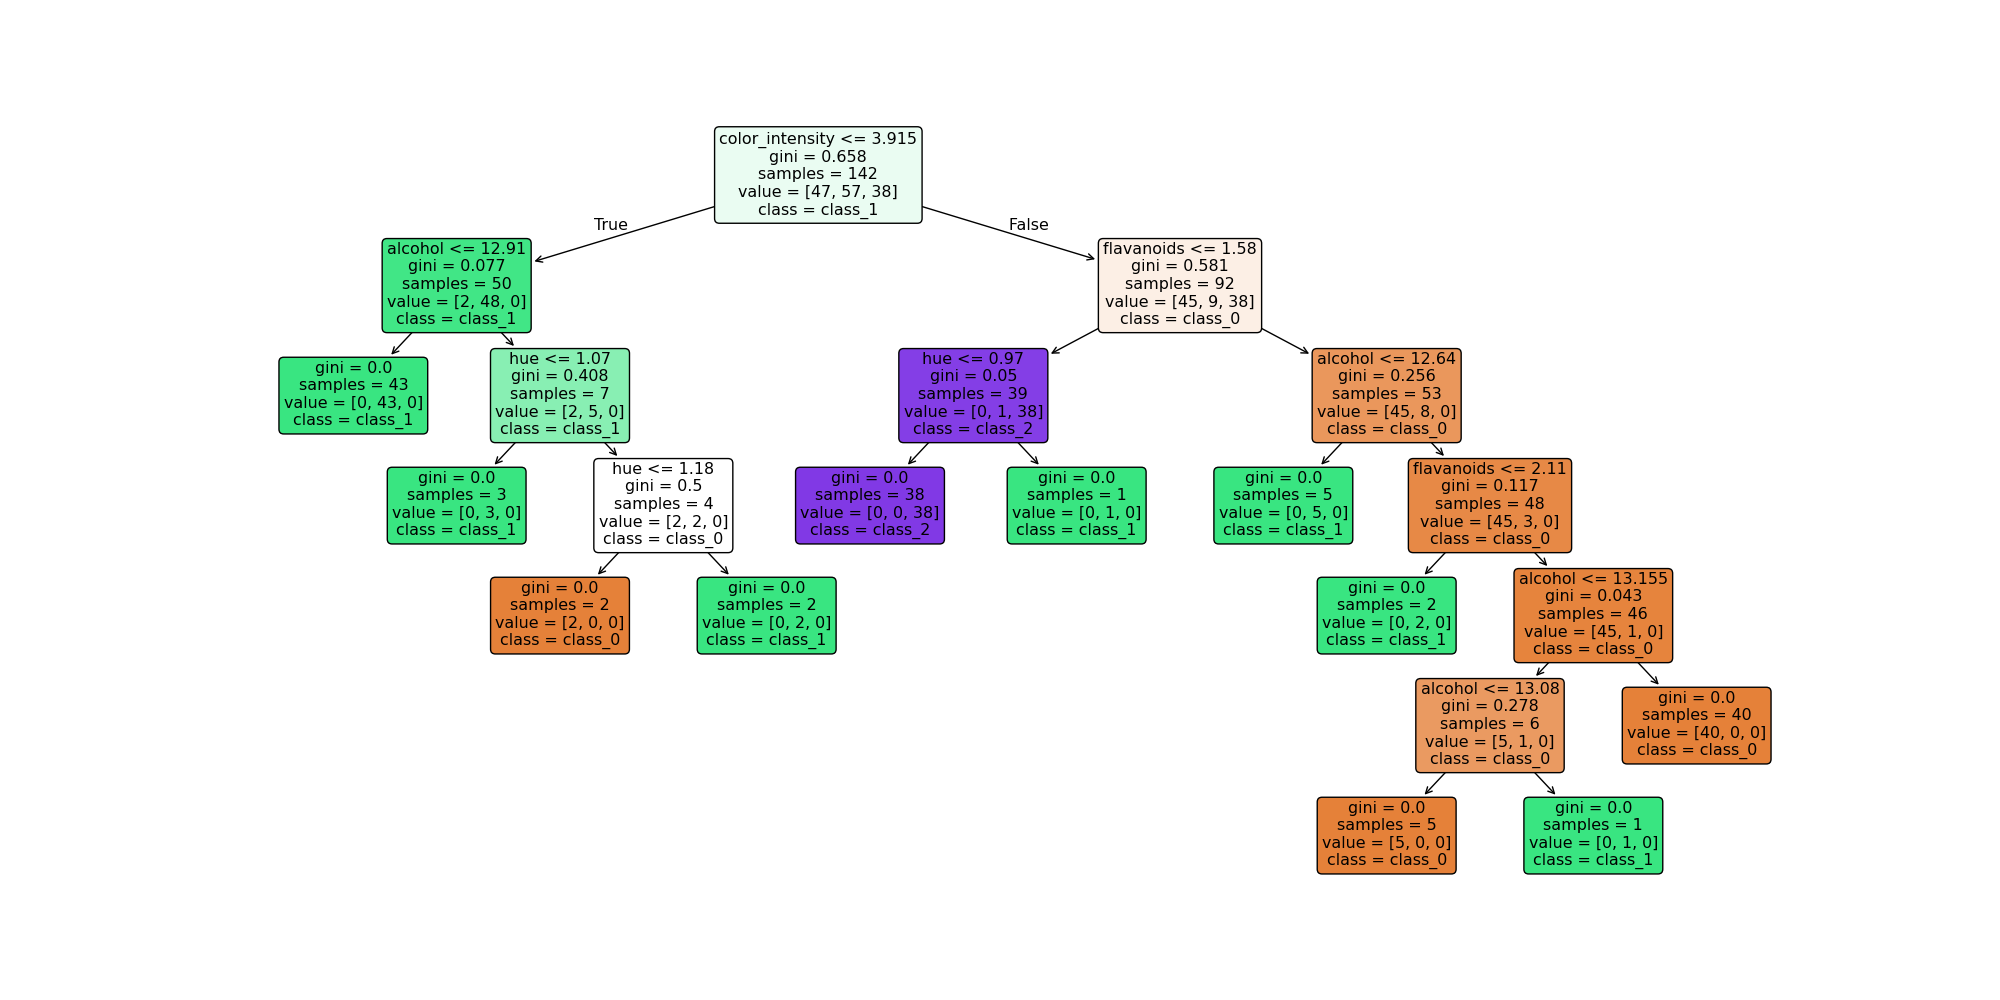 color_intensity <= 3.915
gini = 0.658
samples = 142
value = [47, 57, 38]
class = class_1
True
False
alcohol <= 12.91
gini = 0.077
samples = 50
value = [2, 48, 0]
class = class_1
flavanoids <= 1.58
gini = 0.581
samples = 92
value = [45, 9, 38]
class = class_0
gini = 0.0
samples = 43
value = [0, 43, 0]
class = class_1
hue <= 1.07
gini = 0.408
samples = 7
value = [2, 5, 0]
class = class_1
hue <= 0.97
gini = 0.05
samples = 39
value = [0, 1, 38]
class = class_2
alcohol <= 12.64
gini = 0.256
samples = 53
value = [45, 8, 0]
class = class_0
gini = 0.0
samples = 3
value = [0, 3, 0]
class = class_1
hue <= 1.18
gini = 0.5
samples = 4
value = [2, 2, 0]
class = class_0
gini = 0.0
samples = 38
value = [0, 0, 38]
class = class_2
gini = 0.0
samples = 1
value = [0, 1, 0]
class = class_1
gini = 0.0
samples = 5
value = [0, 5, 0]
class = class_1
flavanoids <= 2.11
gini = 0.117
samples = 48
value = [45, 3, 0]
class = class_0
gini = 0.0
samples = 2
value = [2, 0, 0]
class = class_0
gini = 0.0
samples = 2
value = [0, 2, 0]
class = class_1
gini = 0.0
samples = 2
value = [0, 2, 0]
class = class_1
alcohol <= 13.155
gini = 0.043
samples = 46
value = [45, 1, 0]
class = class_0
alcohol <= 13.08
gini = 0.278
samples = 6
value = [5, 1, 0]
class = class_0
gini = 0.0
samples = 40
value = [40, 0, 0]
class = class_0
gini = 0.0
samples = 5
value = [5, 0, 0]
class = class_0
gini = 0.0
samples = 1
value = [0, 1, 0]
class = class_1